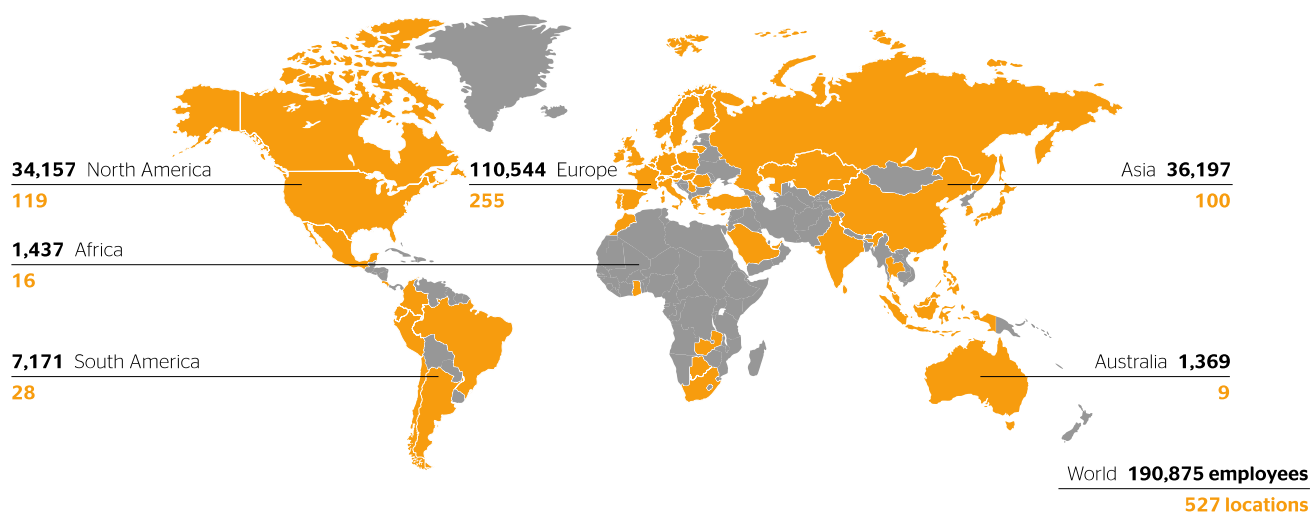 34,157 North America
119
110,544 Europe
255
Asia 36,197
100
1,437 Africa
16
7,171 South America
28
Australia 1,369
9
World 190,875 employees
527 locations